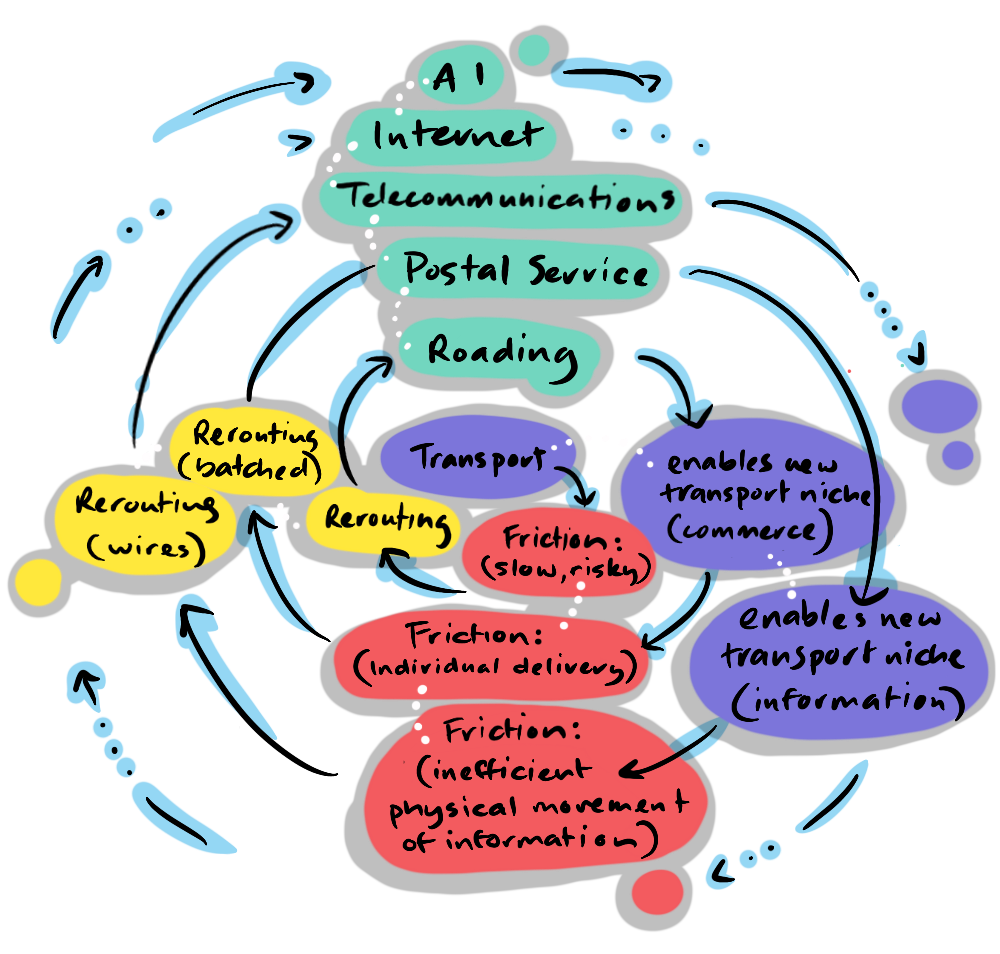 AI
Internet
Telecommunications
Postal Service
Roading
Rerouting
(batched)
Rerouting
(wires)
Rerouting
Transport
Friction:
(slow, risky)
enables new
transport niche
(commerce)
Friction:
(individual delivery)
enables new
transport niche
(information)
Friction:
(inefficient
physical movement
of information)